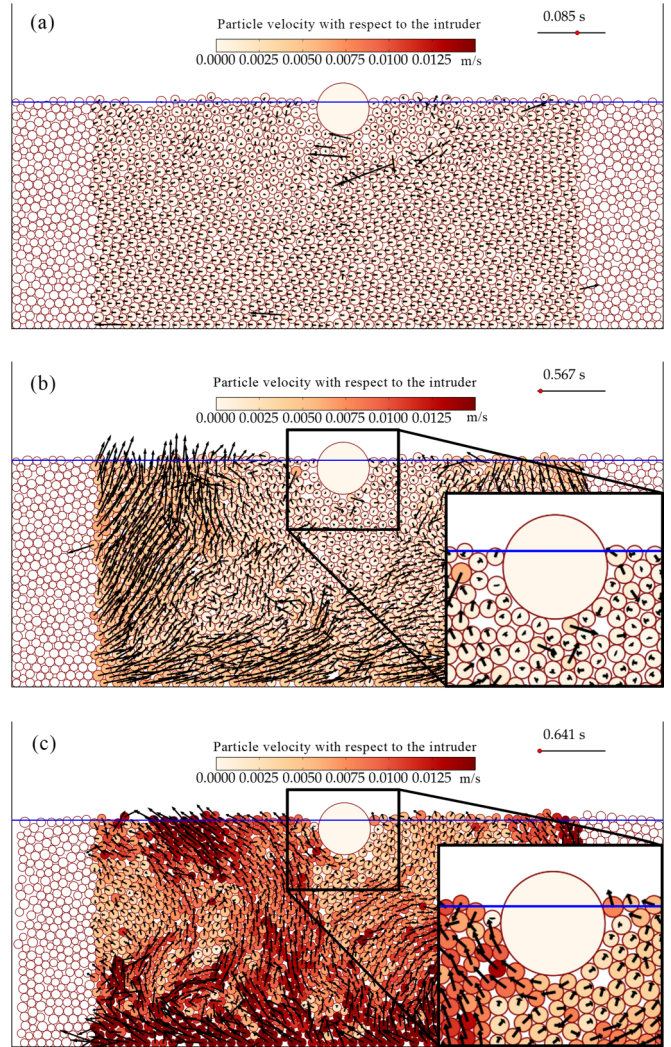 (a)
0.085 s
Particle velocity with respect to the intruder
0.0000 0.0025 0.0050 0.0075 0.0100 0.0125
m/s
(b)
0.567 s
Particle velocity with respect to the intruder
0.0000 0.0025 0.0050 0.0075 0.0100 0.0125
m/s
(c)
0.641 s
Particle velocity with respect to the intruder
0.0000 0.0025 0.0050 0.0075 0.0100 0.0125
m/s